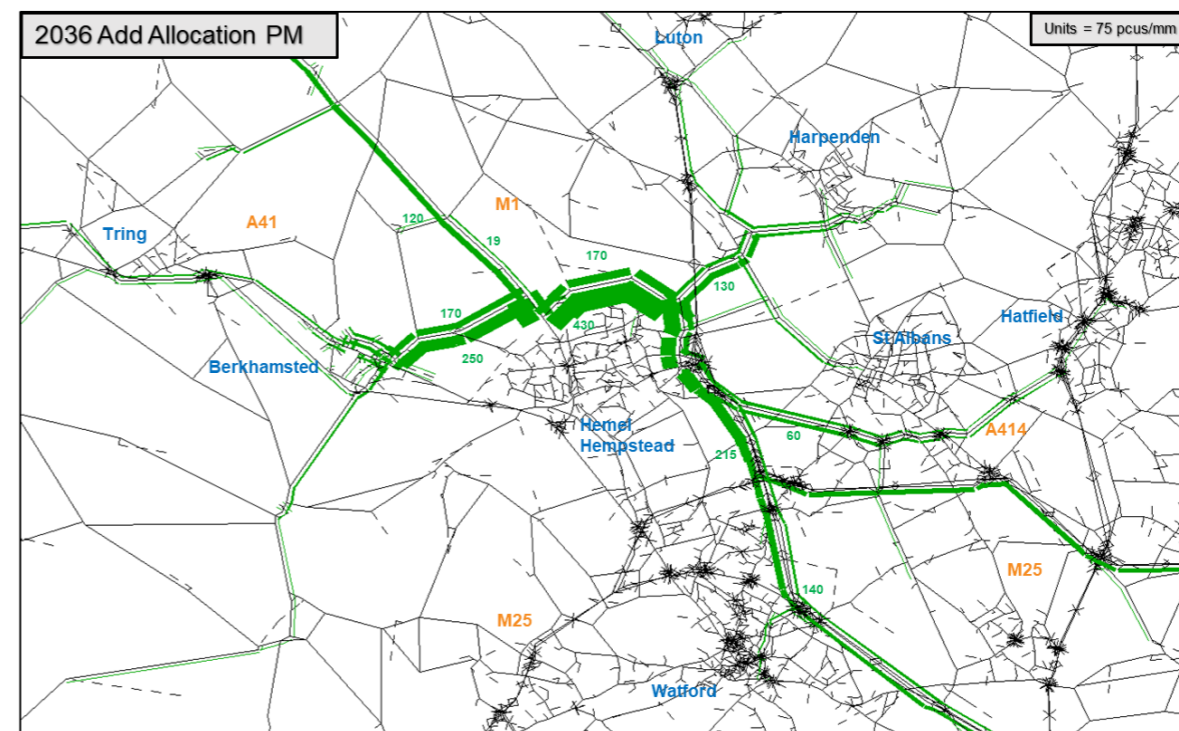 2036 Add Allocation PM
Units = 75 pcus/mm
Luton
Harpenden
M1
120
A41
Tring
19
170
130
170
430
250
Berkhamsted
St Albans
Hatfield
Hemel
Hempstead
60
A414
215
M25
140
M25
Watford